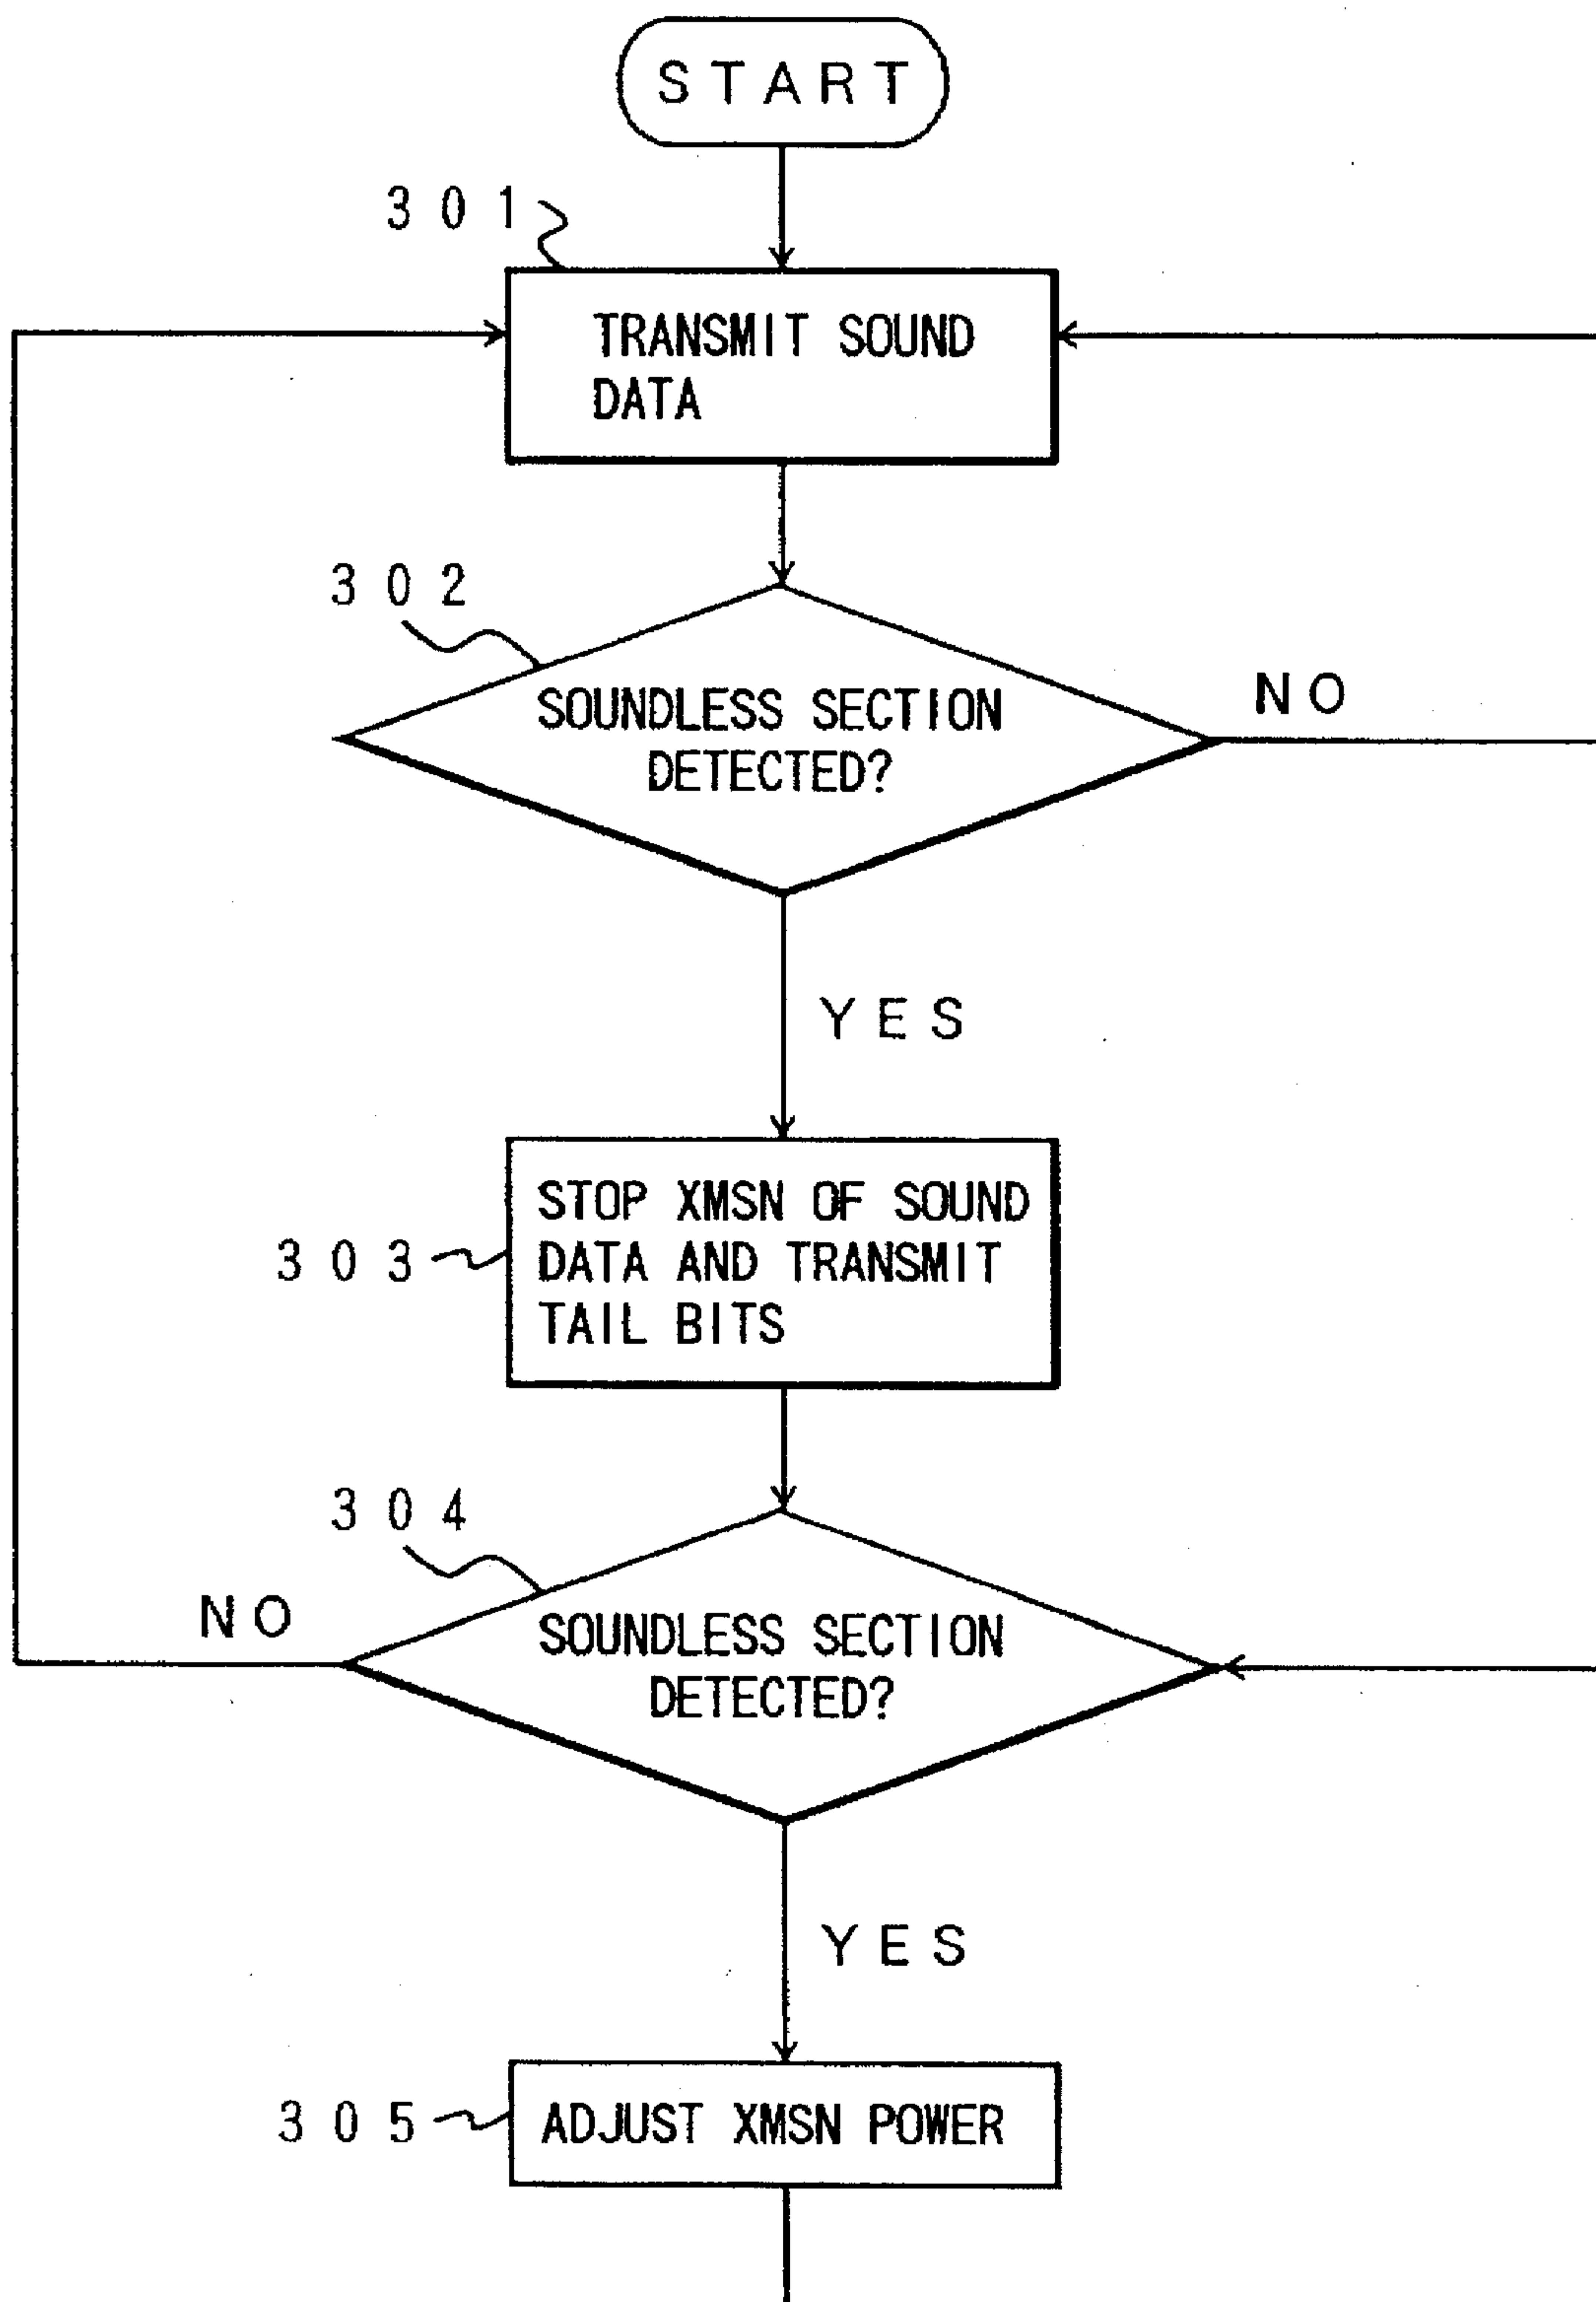 START
301
TRANSMIT SOUND
DATA
302
SOUNDLESS SECTION
DETECTED?
NO
YES
303
STOP XMSN OF SOUND
DATA AND TRANSMIT
TAIL BITS
304
NO
SOUNDLESS SECTION
DETECTED?
YES
305
ADJUST XMSN POWER